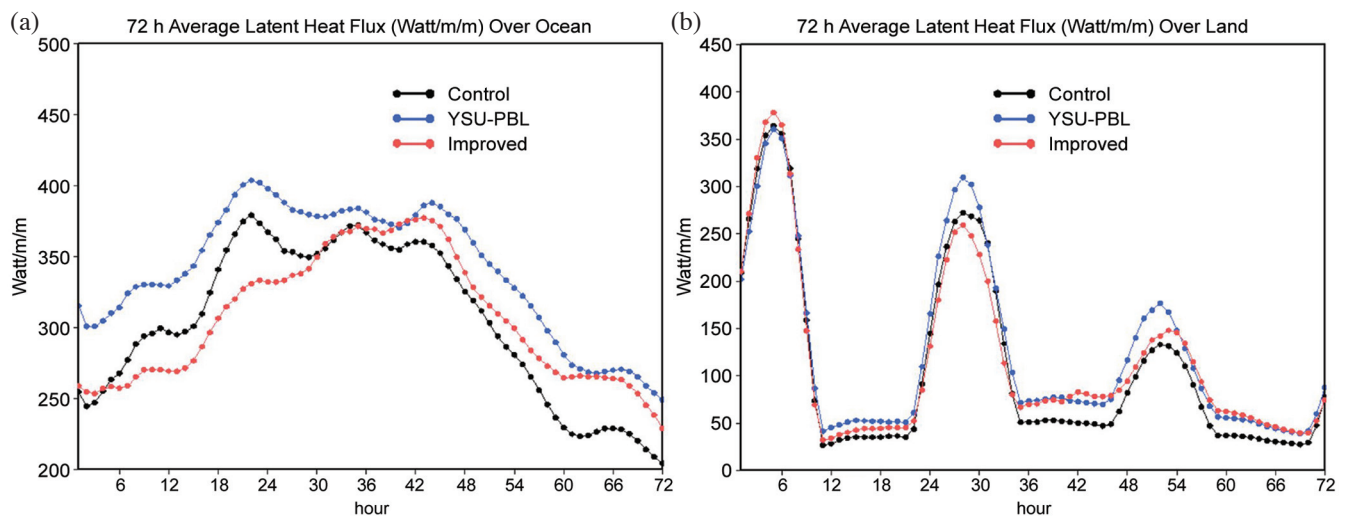 (a)
72 h Average Latent Heat Flux (Watt/m/m) Over Ocean
500
450
400
350
300
250
200
Watt/m/m
Control
YSU-PBL
Improved
6 12 18 24 30 36 42 48 54 60 66 72
hour
(b)
72 h Average Latent Heat Flux (Watt/m/m) Over Land
450
400
350
300
250
200
150
100
50
0
Watt/m/m
Control
YSU-PBL
Improved
6 12 18 24 30 36 42 48 54 60 66 72
hour